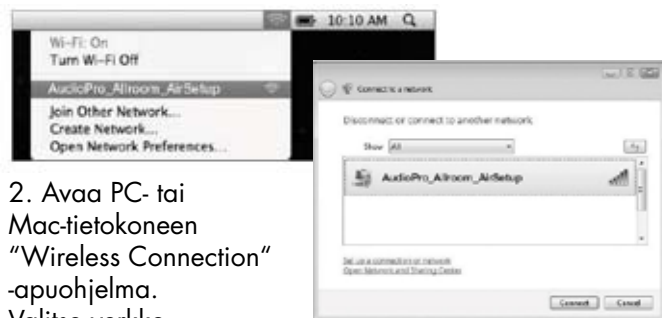 10:10 AM
Wi-Fi: On
Turn Wi-Fi Off
AudioPro_Allroom_AirSetup
Join Other Network...
Create Network...
Open Network Preferences...
Connect to a network
Disconnect or connect to another network
Show All
AudioPro_Allroom_AirSetup
Set up a connection or network
Open Network and Sharing Center
Connect Cancel
2. Avaa PC- tai
Mac-tietokoneen
“Wireless Connection”
-apuohjelma.
Valitse verkko